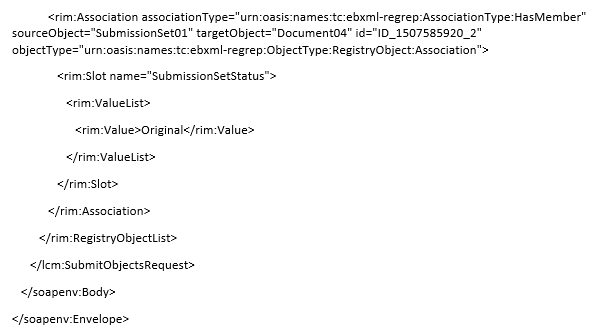 <rim:Association associationType="urn:oasis:names:tc:ebxml-regrep:AssociationType:HasMember"
sourceObject="SubmissionSet01" targetObject="Document04" id="ID_1507585920_2"
objectType="urn:oasis:names:tc:ebxml-regrep:ObjectType:RegistryObject:Association">
<rim:Slot name="SubmissionSetStatus">
<rim:ValueList>
<rim:Value>Original</rim:Value>
</rim:ValueList>
</rim:Slot>
</rim:Association>
</rim:RegistryObjectList>
</lcm:SubmitObjectsRequest>
</soapenv:Body>
</soapenv:Envelope>